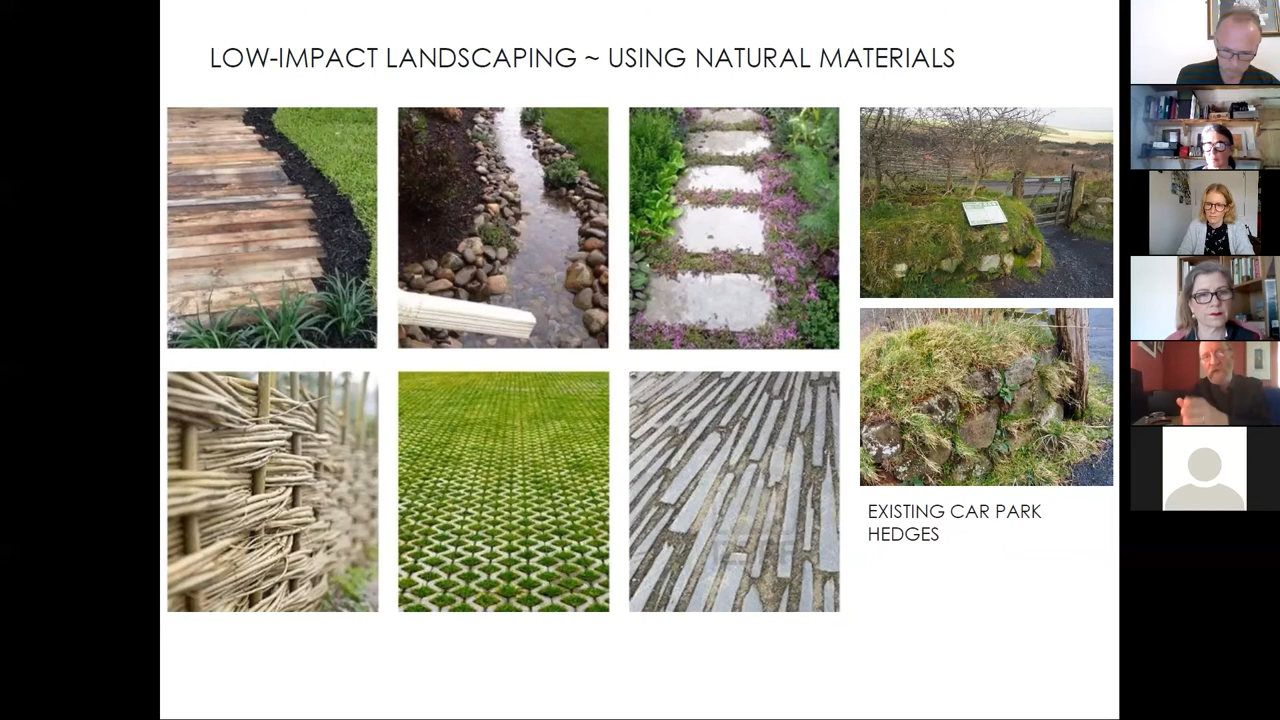 LOW-IMPACT LANDSCAPING ~ USING NATURAL MATERIALS
EXISTING CAR PARK
HEDGES